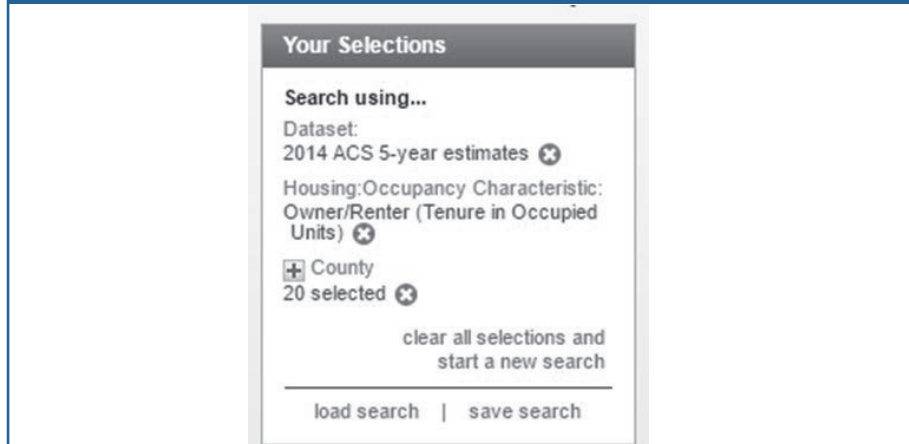 Your Selections
Search using...
Dataset:
2014 ACS 5-year estimates
Housing:Occupancy Characteristic:
Owner/Renter (Tenure in Occupied
Units)
County
20 selected
clear all selections and
start a new search
load search | save search